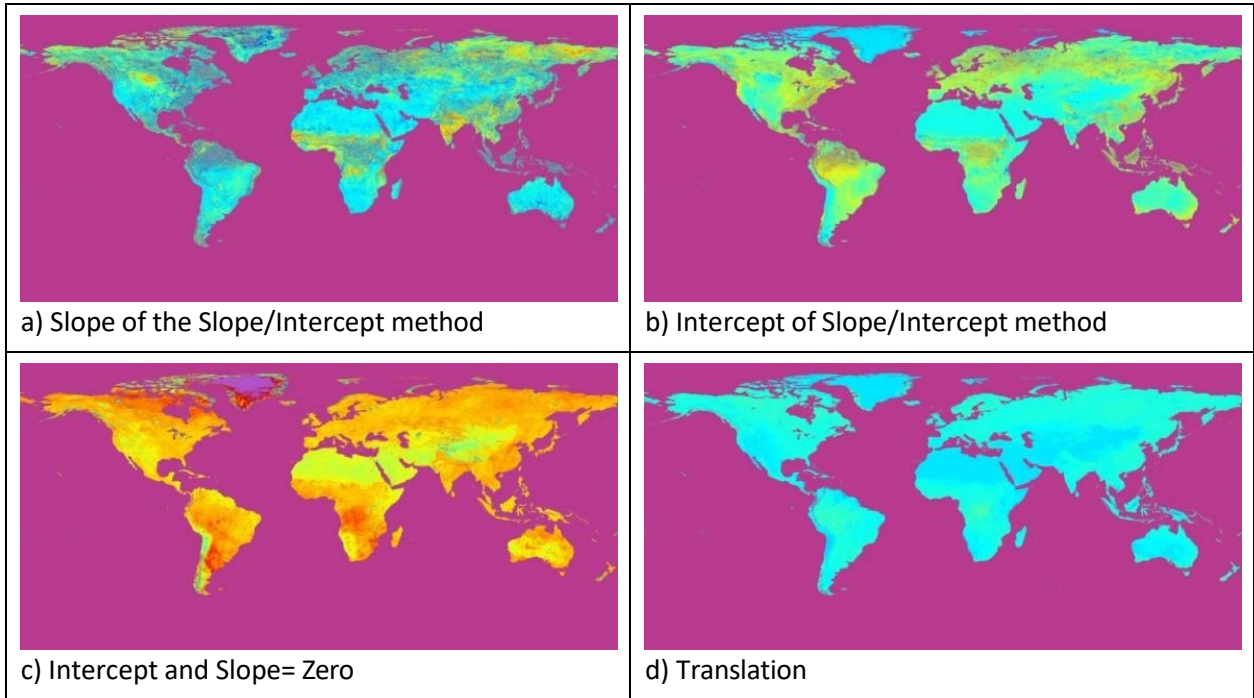 a) Slope of the Slope/Intercept method
b) Intercept of Slope/Intercept method
c) Intercept and Slope= Zero
d) Translation